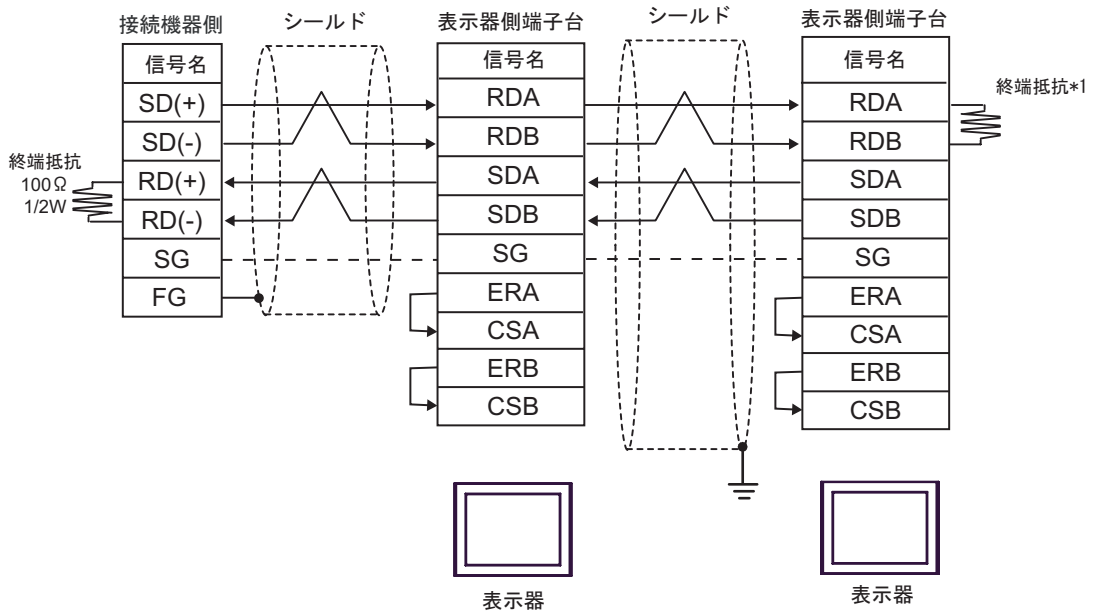 接続機器側
シールド
表示器側端子台
シールド
表示器側端子台
信号名
SD(+)
SD(-)
RD(+)
RD(-)
SG
FG
終端抵抗
100Ω
1/2W
信号名
RDA
RDB
SDA
SDB
SG
ERA
CSA
ERB
CSB
信号名
RDA
RDB
SDA
SDB
SG
ERA
CSA
ERB
CSB
終端抵抗*1
表示器
表示器